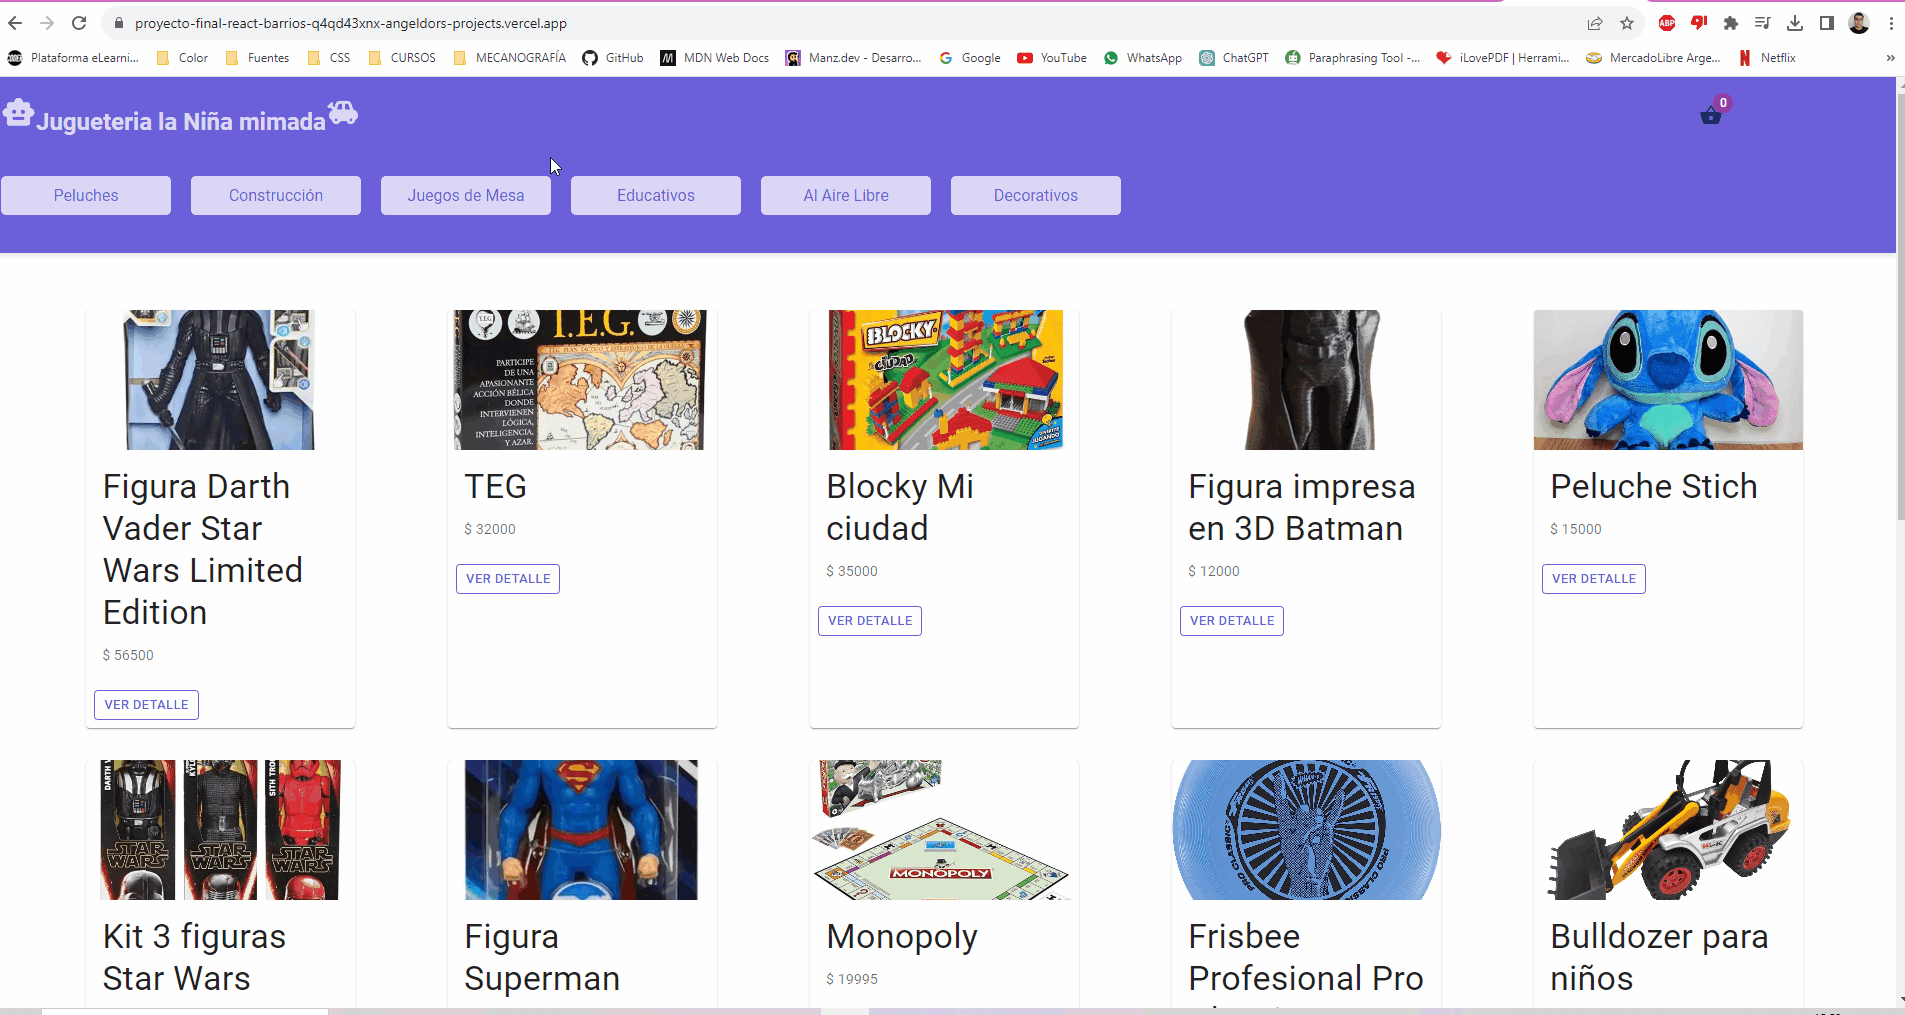 proyecto-final-react-barrios-q4qd43xnx-angeldors-projects.vercel.app
ABP
Plataforma eLearni... Color Fuentes CSS CURSOS MECANOGRAFÍA GitHub MDN Web Docs Manz.dev - Desarro... Google YouTube WhatsApp ChatGPT Paraphrasing Tool -... iLovePDF | Herrami... MercadoLibre Arge... Netflix »
Jugueteria la Niña mimada
0
Peluches Construcción Juegos de Mesa Educativos Al Aire Libre Decorativos
T.E.G.
PARTICIPE
DE UNA
APASIONANTE
ACCIÓN BÉLICA
DONDE
INTERVIENEN
LÓGICA,
INTELIGENCIA,
Y AZAR.
BLOCKY
CIUDAD
Figura Darth
Vader Star
Wars Limited
Edition
$ 56500
VER DETALLE
TEG
$ 32000
VER DETALLE
Blocky Mi
ciudad
$ 35000
VER DETALLE
Figura impresa
en 3D Batman
$ 12000
VER DETALLE
Peluche Stich
$ 15000
VER DETALLE
STAR WARS
STAR WARS
STAR WARS
MONOPOLY
PRO CLASSIC
Kit 3 figuras
Star Wars
Figura
Superman
Monopoly
$ 19995
Frisbee
Profesional Pro
Bulldozer para
niños